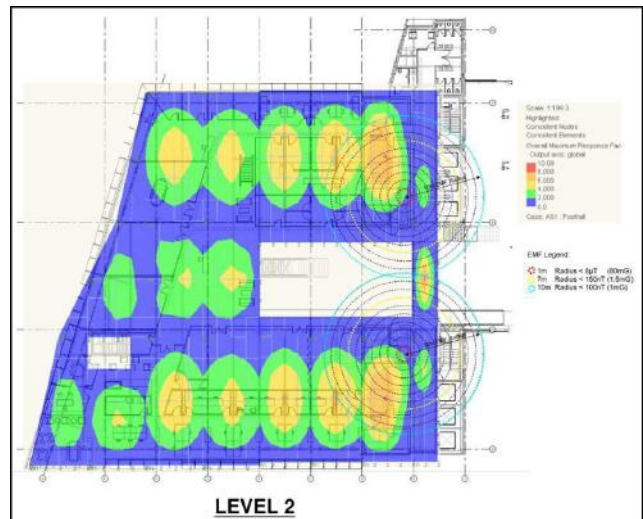 Scale: 1:196.3
Highlighted:
Coincident Nodes
Coincident Elements
Overall Maximum Response Fac
Output axis: global
10.00
8.000
6.000
4.000
2.000
0.0
Case: A81 : Footfall
EMF Legend:
1m Radius < 6µT (60mG)
7m Radius < 150nT (1.5mG)
10m Radius < 100nT (1mG)
LEVEL 2